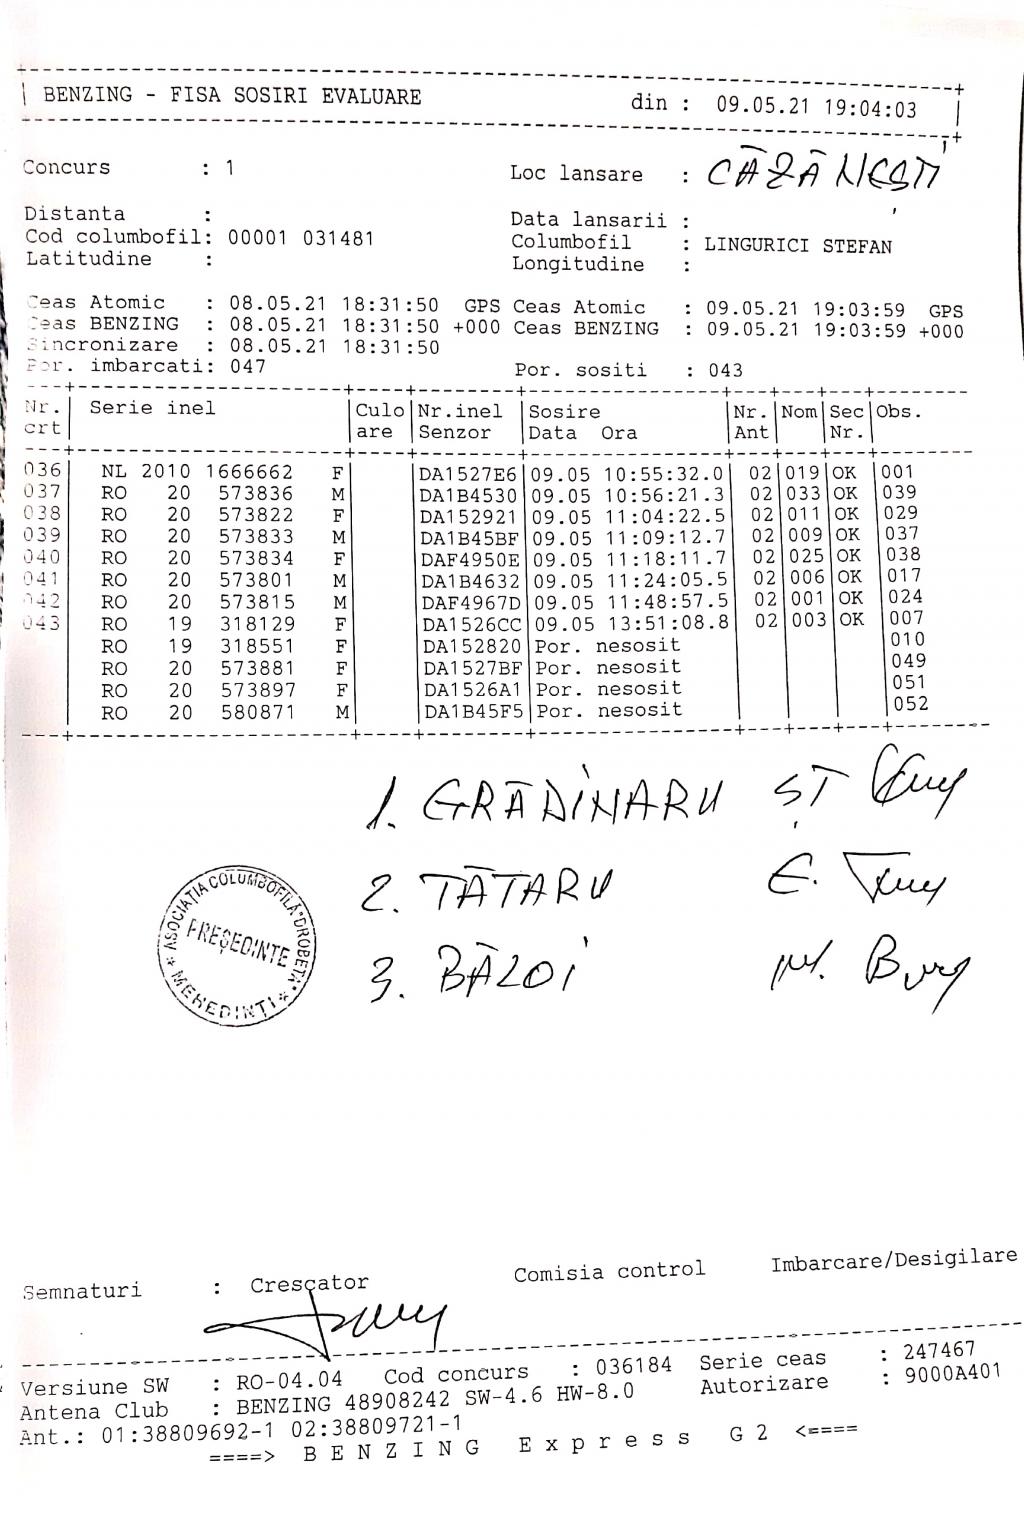 BENZING - FISA SOSIRI EVALUARE din : 09.05.21 19:04:03
Concurs : 1 Loc lansare : CĂZĂNEȘTI
Distanta : Data lansarii :
Cod columbofil: 00001 031481 Columbofil : LINGURICI STEFAN
Latitudine : Longitudine :
Ceas Atomic : 08.05.21 18:31:50 GPS Ceas Atomic : 09.05.21 19:03:59 GPS
Ceas BENZING : 08.05.21 18:31:50 +000 Ceas BENZING : 09.05.21 19:03:59 +000
Sincronizare : 08.05.21 18:31:50
Por. imbarcati: 047 Por. sositi : 043
Nr. Serie inel Culo Nr.inel Sosire Nr. Nom Sec Obs.
crt are Senzor Data Ora Ant Nr.
036 NL 2010 1666662 F DA1527E6 09.05 10:55:32.0 02 019 OK 001
037 RO 20 573836 M DA1B4530 09.05 10:56:21.3 02 033 OK 039
038 RO 20 573822 F DA152921 09.05 11:04:22.5 02 011 OK 029
039 RO 20 573833 M DA1B45BF 09.05 11:09:12.7 02 009 OK 037
040 RO 20 573834 F DAF4950E 09.05 11:18:11.7 02 025 OK 038
041 RO 20 573801 M DA1B4632 09.05 11:24:05.5 02 006 OK 017
042 RO 20 573815 M DAF4967D 09.05 11:48:57.5 02 001 OK 024
043 RO 19 318129 F DA1526CC 09.05 13:51:08.8 02 003 OK 007
RO 19 318551 F DA152820 Por. nesosit 010
RO 20 573881 F DA1527BF Por. nesosit 049
RO 20 573897 F DA1526A1 Por. nesosit 051
RO 20 580871 M DA1B45F5 Por. nesosit 052
1. GRĂDINARU ȘT
2. TĂTARU E.
3. BĂLOI M.
ASOCIAȚIA COLUMBOFILĂ "DROBETA"
PREȘEDINTE
* MEHEDINȚI *
Semnaturi : Crescator Comisia control Imbarcare/Desigilare
Versiune SW : RO-04.04 Cod concurs : 036184 Serie ceas : 247467
Antena Club : BENZING 48908242 SW-4.6 HW-8.0 Autorizare : 9000A401
Ant.: 01:38809692-1 02:38809721-1
====> B E N Z I N G E x p r e s s G 2 <====